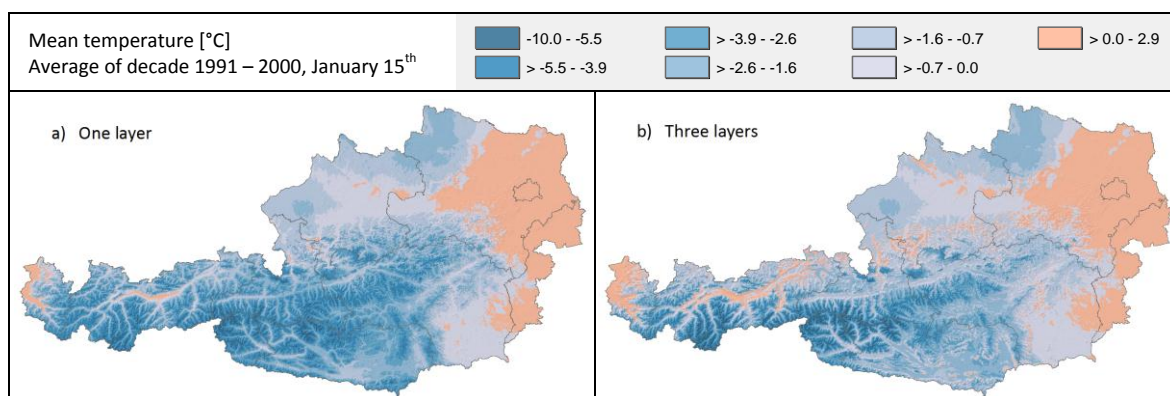 Mean temperature [°C]
Average of decade 1991 – 2000, January 15th
-10.0 - -5.5
> -3.9 - -2.6
> -1.6 - -0.7
> 0.0 - 2.9
> -5.5 - -3.9
> -2.6 - -1.6
> -0.7 - 0.0
a) One layer
b) Three layers